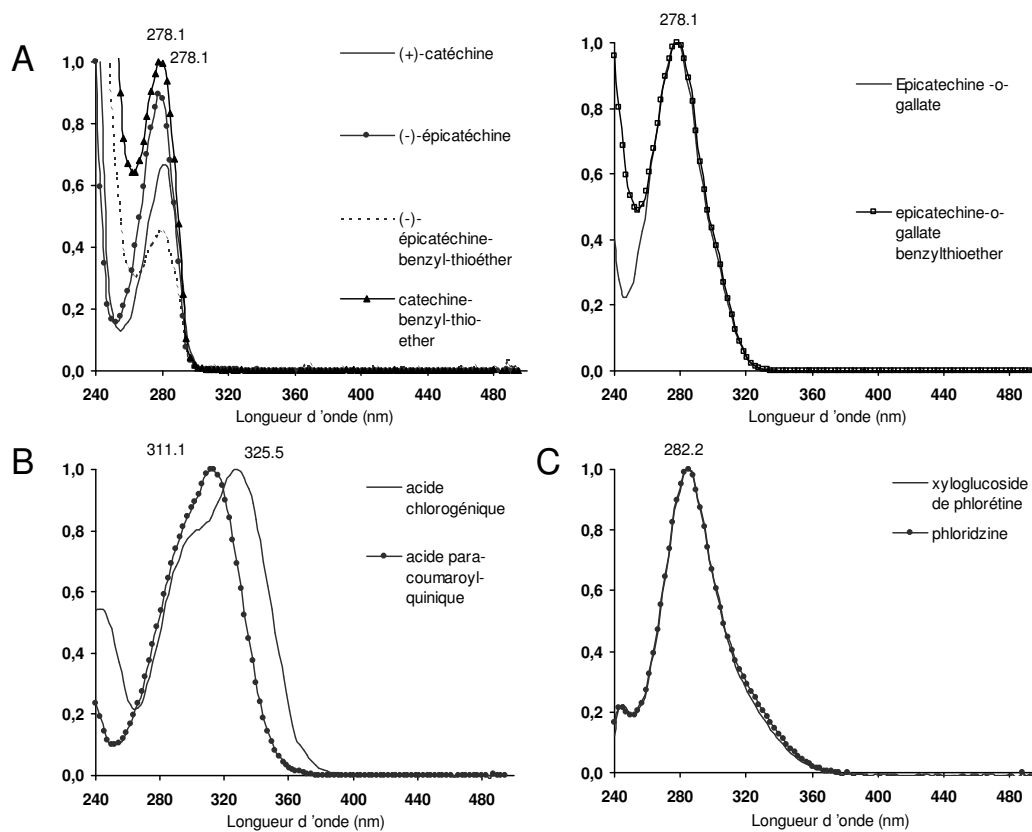 A
278.1
278.1
1,0
0,8
0,6
0,4
0,2
0,0
240 280 320 360 400 440 480
Longueur d 'onde (nm)
(+)-catéchine
(-)-épicatéchine
(-)-
épicatéchine-
benzyl-thioéther
catechine-
benzyl-thio-
ether
278.1
1,0
0,8
0,6
0,4
0,2
0,0
240 280 320 360 400 440 480
Longueur d 'onde (nm)
Epicatechine -o-
gallate
epicatechine-o-
gallate
benzylthioether
B
311.1
325.5
1,0
0,8
0,6
0,4
0,2
0,0
240 280 320 360 400 440 480
Longueur d 'onde (nm)
acide
chlorogénique
acide para-
coumaroyl-
quinique
C
282.2
1,0
0,8
0,6
0,4
0,2
0,0
240 280 320 360 400 440 480
Longueur d 'onde (nm)
xyloglucoside
de phlorétine
phloridzine